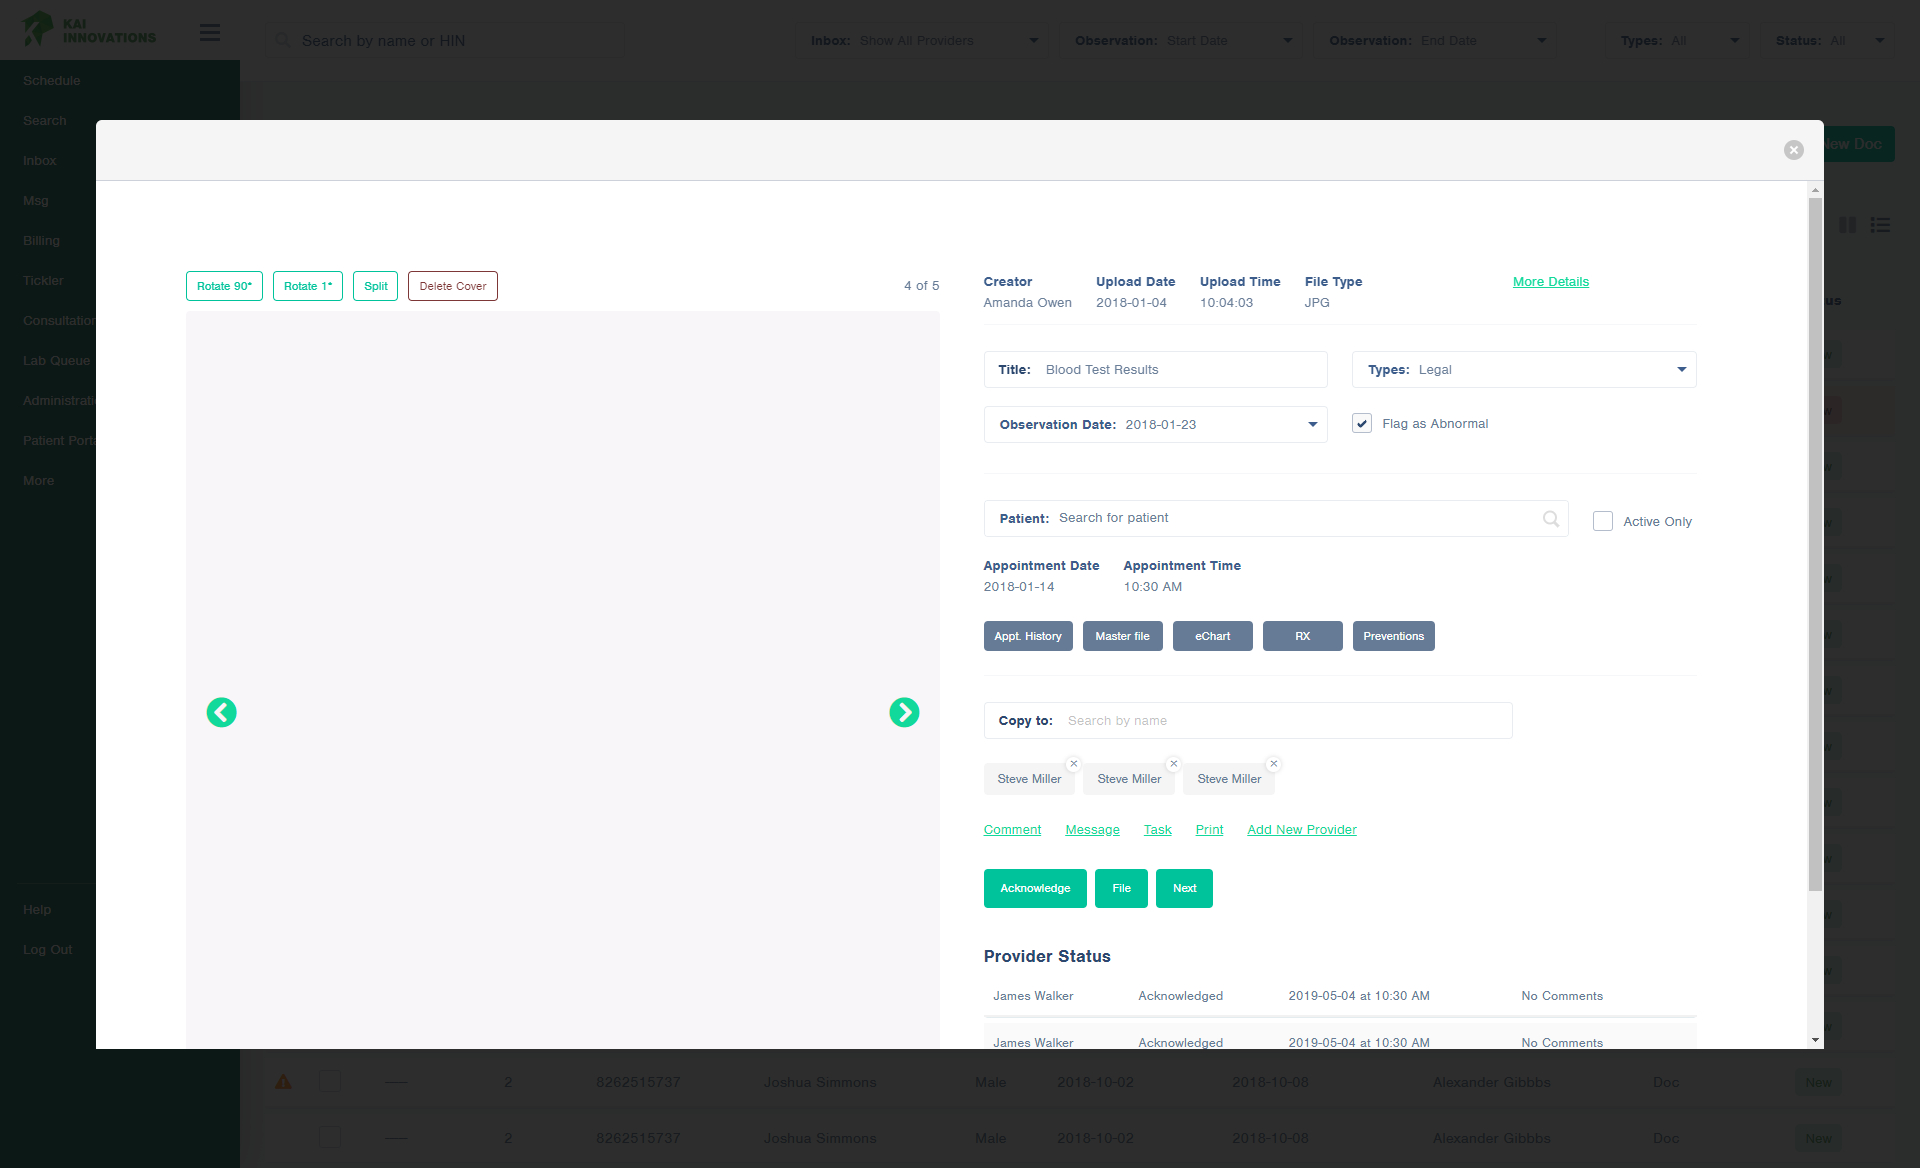 KAI
INNOVATIONS
Search by name or HIN
Inbox: Show All Providers
Observation: Start Date
Observation: End Date
Types: All
Status: All
Schedule
Search
Inbox
Msg
Billing
Tickler
Consultation
Lab Queue
Administrati
Patient Porta
More
Help
Log Out
New Doc
us
Rotate 90°
Rotate 1°
Split
Delete Cover
4 of 5
Creator
Amanda Owen
Upload Date
2018-01-04
Upload Time
10:04:03
File Type
JPG
More Details
Title: Blood Test Results
Types: Legal
Observation Date: 2018-01-23
Flag as Abnormal
Patient: Search for patient
Active Only
Appointment Date
2018-01-14
Appointment Time
10:30 AM
Appt. History
Master file
eChart
RX
Preventions
Copy to: Search by name
Steve Miller
Steve Miller
Steve Miller
Comment
Message
Task
Print
Add New Provider
Acknowledge
File
Next
Provider Status
James Walker Acknowledged 2019-05-04 at 10:30 AM No Comments
James Walker Acknowledged 2019-05-04 at 10:30 AM No Comments
2 8262515737 Joshua Simmons Male 2018-10-02 2018-10-08 Alexander Gibbbs Doc New
2 8262515737 Joshua Simmons Male 2018-10-02 2018-10-08 Alexander Gibbbs Doc New